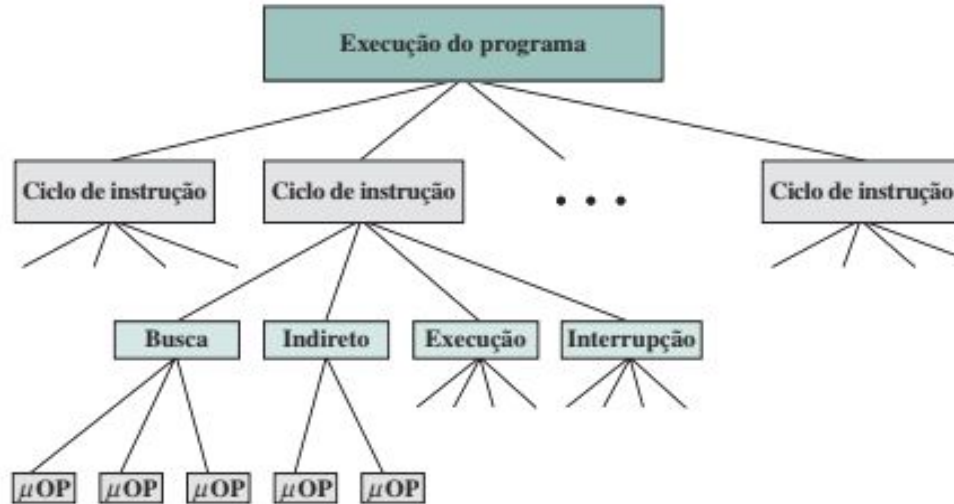 Execução do programa
Ciclo de instrução
Ciclo de instrução
• • •
Ciclo de instrução
Busca
Indireto
Execução
Interrupção
μOP
μOP
μOP
μOP
μOP